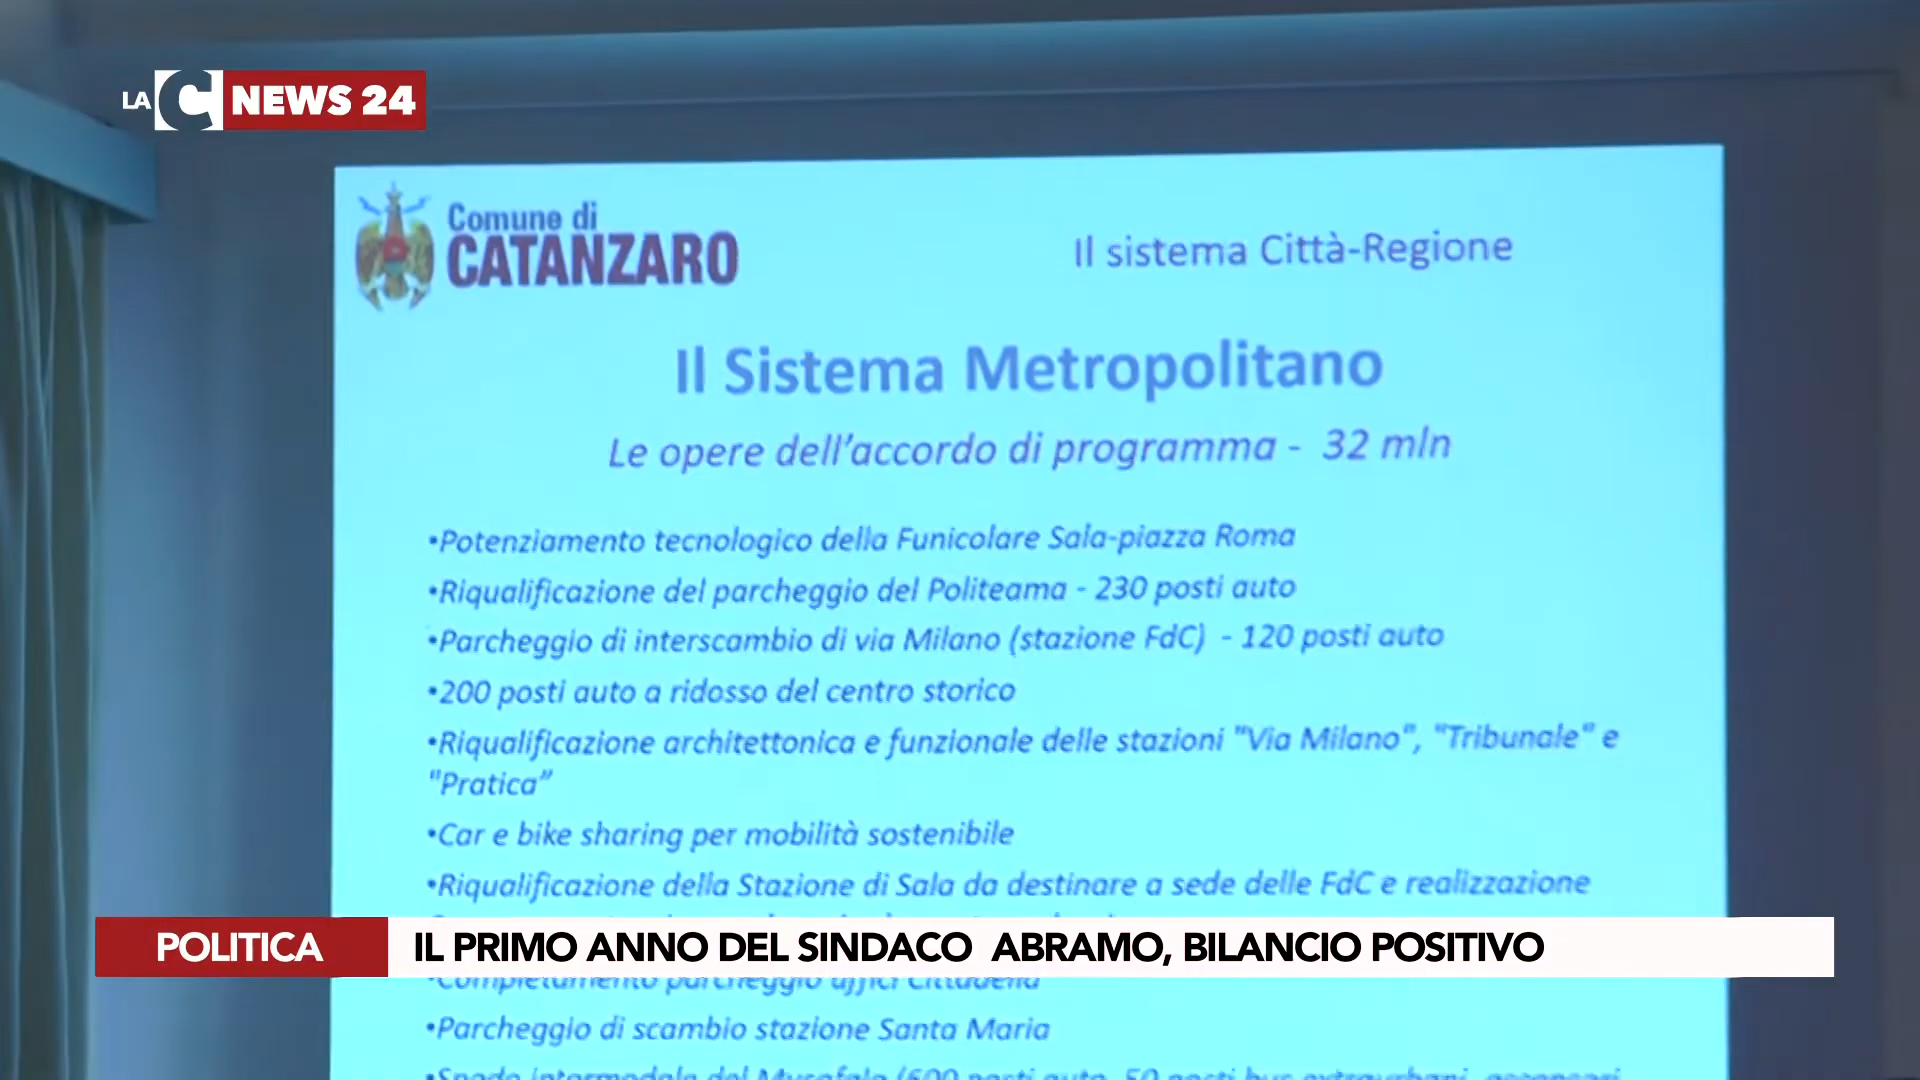 LA C NEWS 24
Comune di
CATANZARO
Il sistema Città-Regione
Il Sistema Metropolitano
Le opere dell'accordo di programma - 32 mln
•Potenziamento tecnologico della Funicolare Sala-piazza Roma
•Riqualificazione del parcheggio del Politeama - 230 posti auto
•Parcheggio di interscambio di via Milano (stazione FdC) - 120 posti auto
•200 posti auto a ridosso del centro storico
•Riqualificazione architettonica e funzionale delle stazioni "Via Milano", "Tribunale" e
"Pratica”
•Car e bike sharing per mobilità sostenibile
•Riqualificazione della Stazione di Sala da destinare a sede delle FdC e realizzazione
POLITICA IL PRIMO ANNO DEL SINDACO ABRAMO, BILANCIO POSITIVO
•Completamento parcheggio uffici Cittadella
•Parcheggio di scambio stazione Santa Maria